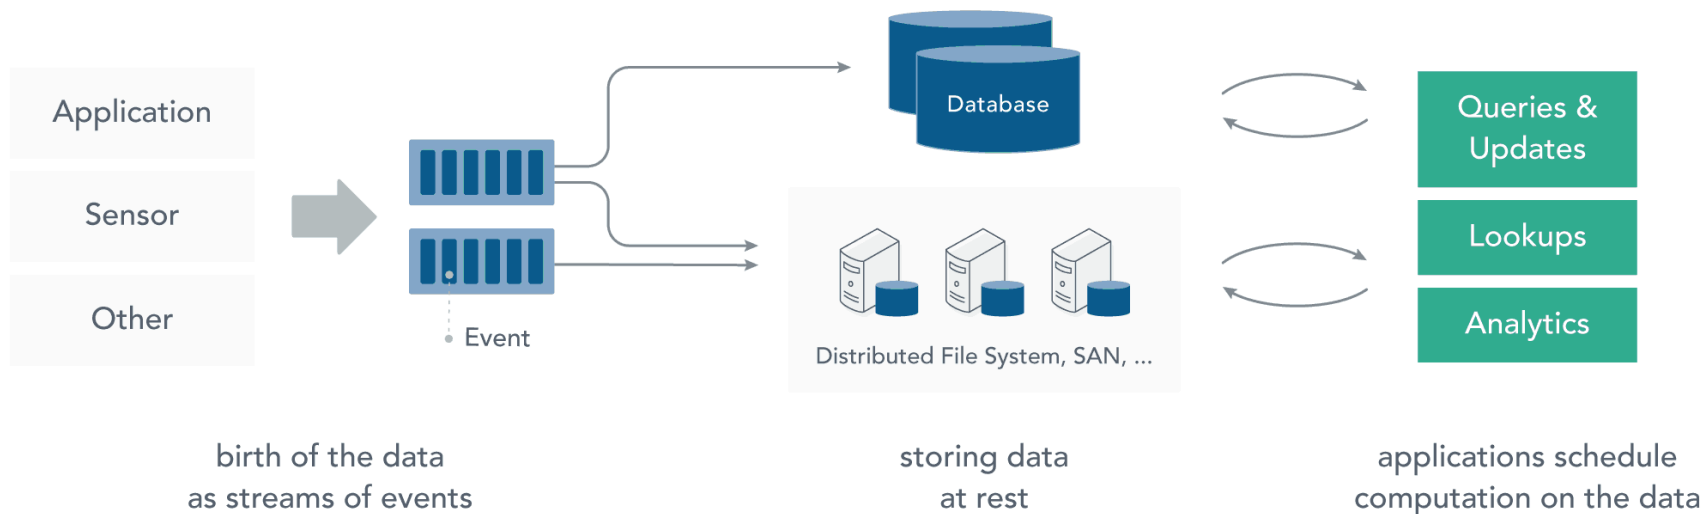 Application
Sensor
Other
Event
Database
Distributed File System, SAN, ...
Queries &
Updates
Lookups
Analytics
birth of the data
as streams of events
storing data
at rest
applications schedule
computation on the data